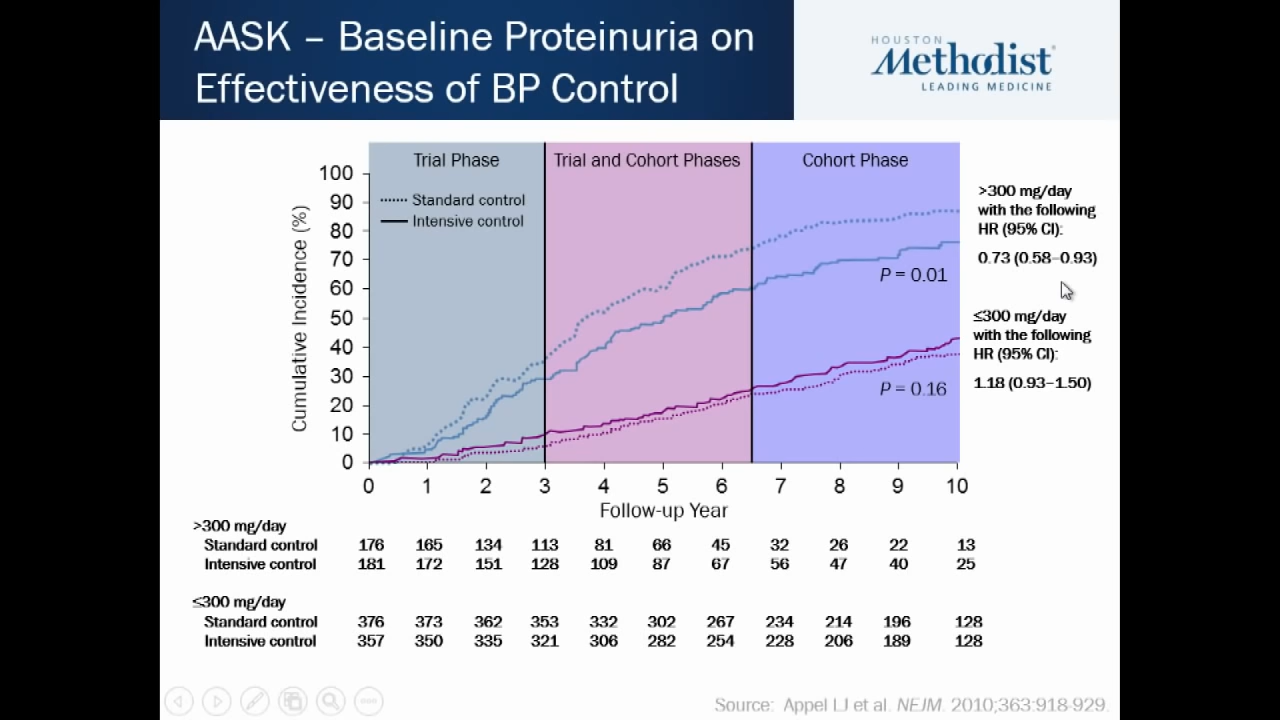 AASK – Baseline Proteinuria on
Effectiveness of BP Control
HOUSTON
Methodist
LEADING MEDICINE
Trial Phase
Trial and Cohort Phases
Cohort Phase
Standard control
Intensive control
Cumulative Incidence (%)
100
90
80
70
60
50
40
30
20
10
0
P = 0.01
P = 0.16
>300 mg/day
with the following
HR (95% CI):
0.73 (0.58–0.93)
≤300 mg/day
with the following
HR (95% CI):
1.18 (0.93–1.50)
0 1 2 3 4 5 6 7 8 9 10
Follow-up Year
>300 mg/day
Standard control 176 165 134 113 81 66 45 32 26 22 13
Intensive control 181 172 151 128 109 87 67 56 47 40 25
≤300 mg/day
Standard control 376 373 362 353 332 302 267 234 214 196 128
Intensive control 357 350 335 321 306 282 254 228 206 189 128
Source: Appel LJ et al. NEJM. 2010;363:918-929.